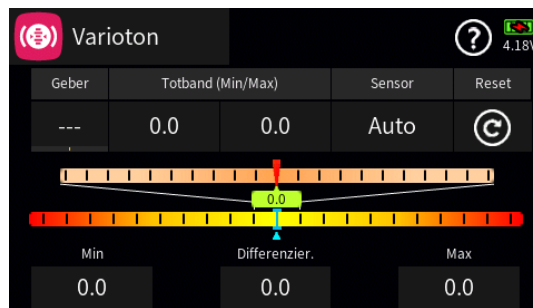 Varioton
?
4.18V
Geber Totband (Min/Max) Sensor Reset
--- 0.0 0.0 Auto
0.0
Min Differenzier. Max
0.0 0.0 0.0